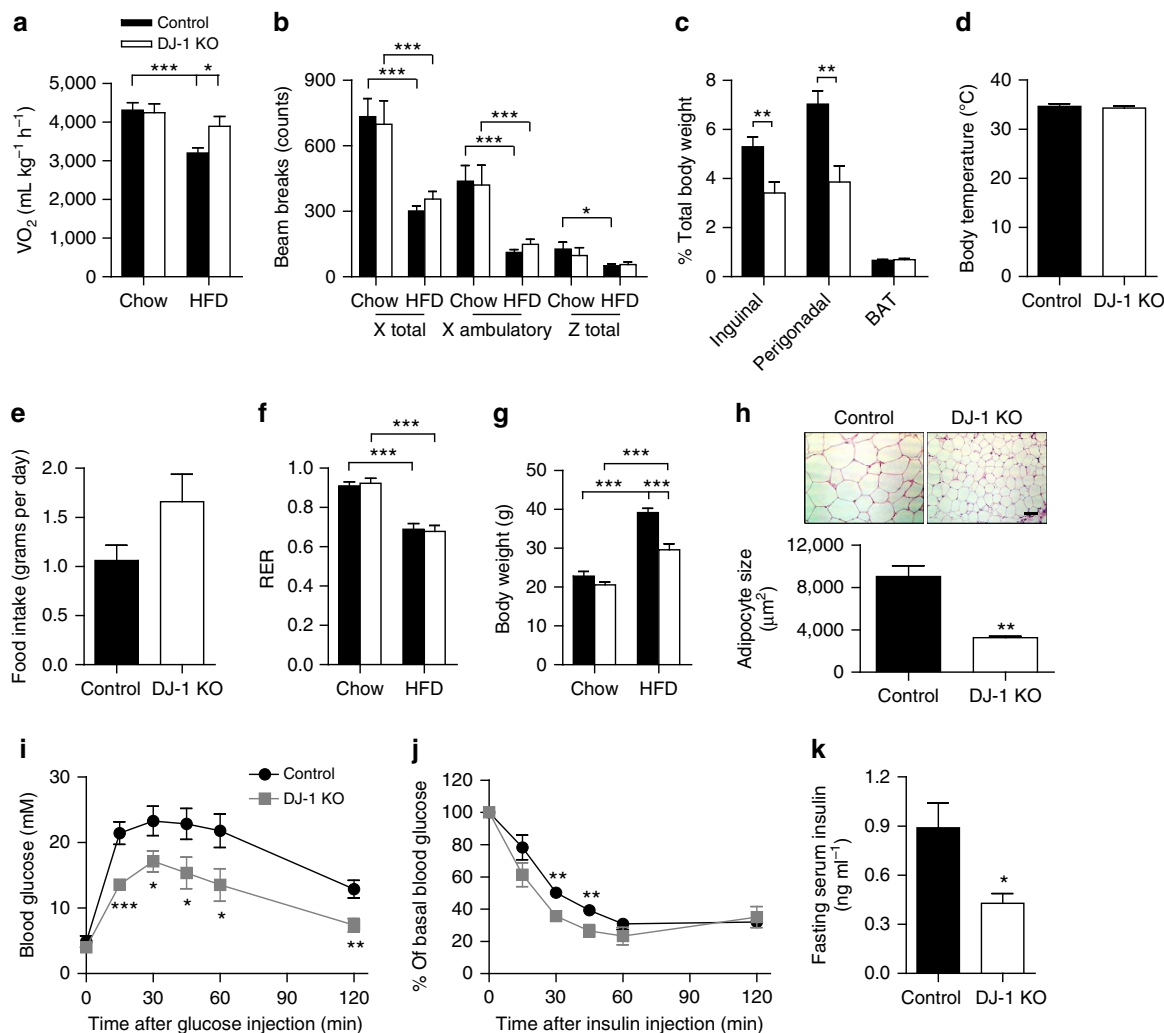 a
Control
DJ-1 KO
*** *
VO2 (mL kg−1 h−1)
5,000
4,000
3,000
2,000
1,000
0
Chow HFD
b
***
***
***
***
*
Beam breaks (counts)
900
600
300
0
Chow HFD Chow HFD Chow HFD
X total X ambulatory Z total
c
**
**
% Total body weight
8
6
4
2
0
Inguinal
Perigonadal
BAT
d
Body temperature (°C)
40
30
20
10
0
Control DJ-1 KO
e
Food intake (grams per day)
2.0
1.5
1.0
0.5
0.0
Control DJ-1 KO
f
***
***
RER
1.0
0.8
0.6
0.4
0.2
0.0
Chow HFD
g
***
*** ***
Body weight (g)
50
40
30
20
10
0
Chow HFD
h
Control DJ-1 KO
Adipocyte size
(μm2)
12,000
8,000
4,000
0
**
Control DJ-1 KO
i
Control
DJ-1 KO
Blood glucose (mM)
30
20
10
0
*** * * * **
0 30 60 90 120
Time after glucose injection (min)
j
% Of basal blood glucose
120
100
80
60
40
20
0
** **
0 30 60 90 120
Time after insulin injection (min)
k
Fasting serum insulin
(ng ml−1)
1.2
0.9
0.6
0.3
0.0
*
Control DJ-1 KO